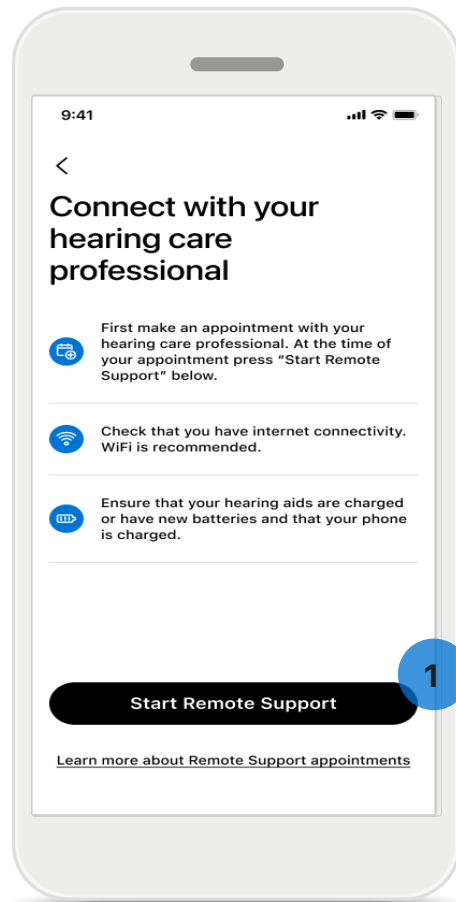 9:41
Connect with your
hearing care
professional
First make an appointment with your
hearing care professional. At the time of
your appointment press “Start Remote
Support” below.
Check that you have internet connectivity.
WiFi is recommended.
Ensure that your hearing aids are charged
or have new batteries and that your phone
is charged.
1
Start Remote Support
Learn more about Remote Support appointments